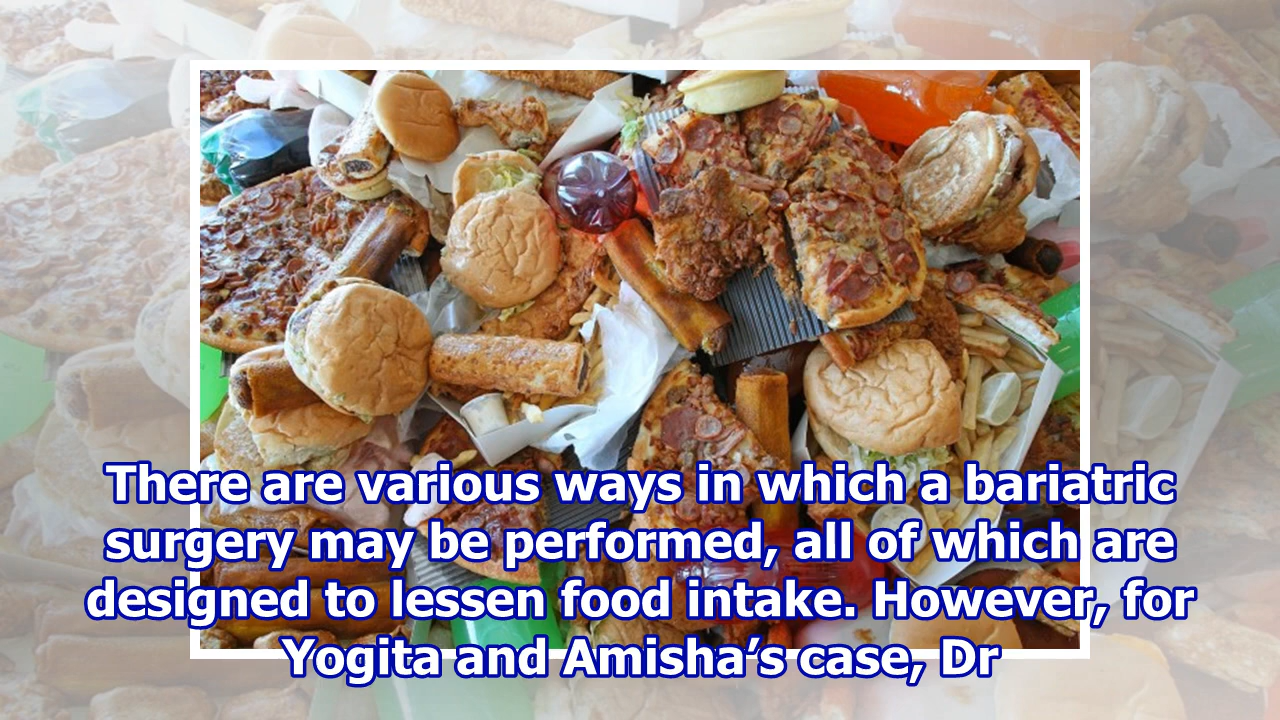 There are various ways in which a bariatric
surgery may be performed, all of which are
designed to lessen food intake. However, for
Yogita and Amisha’s case, Dr